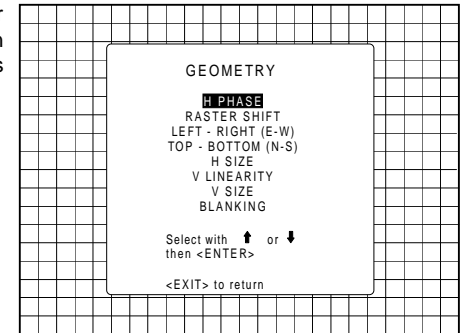 GEOMETRY
H PHASE
RASTER SHIFT
LEFT - RIGHT (E-W)
TOP - BOTTOM (N-S)
H SIZE
V LINEARITY
V SIZE
BLANKING
Select with ⬆ or ⬇
then <ENTER>
<EXIT> to return